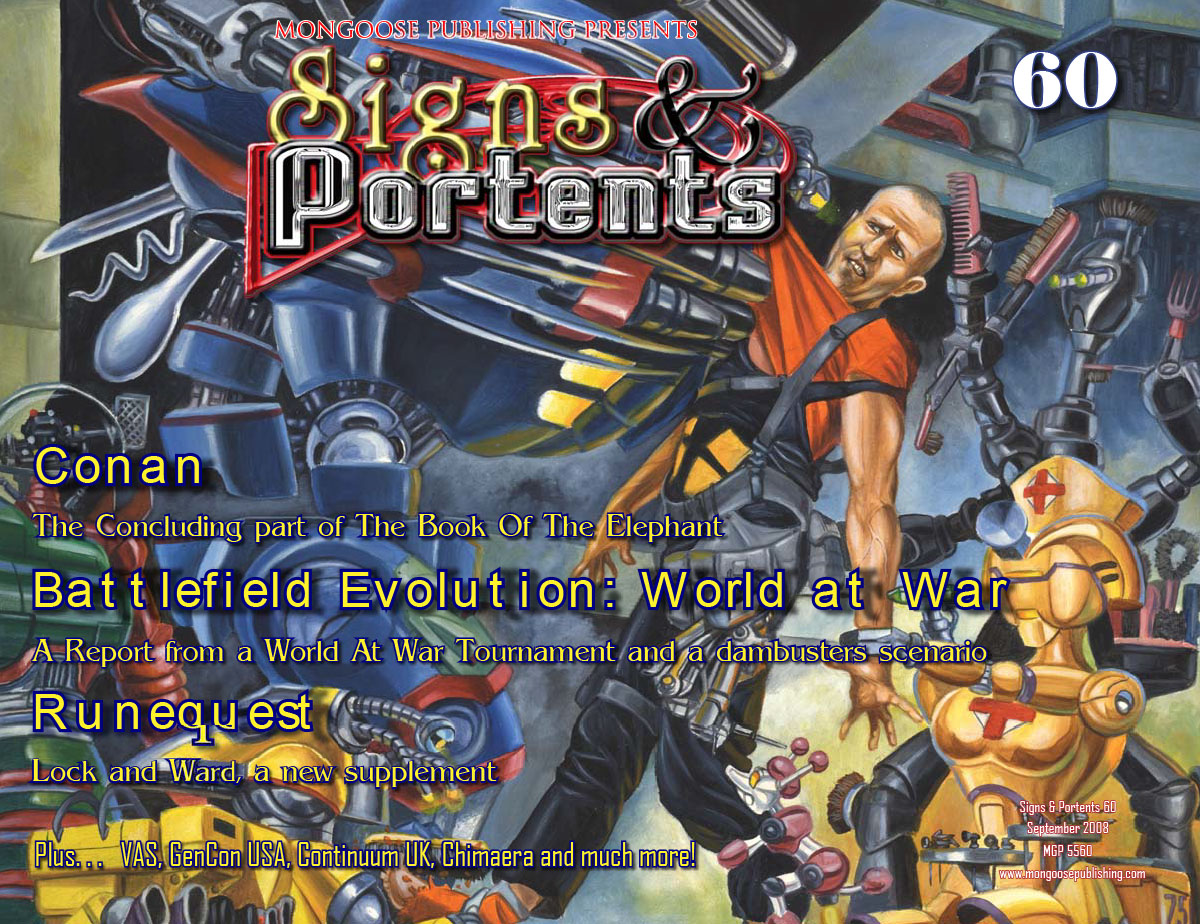 MONGOOSE PUBLISHING PRESENTS
Signs &
Portents
60
Conan
The Concluding part of The Book Of The Elephant
Battlefield Evolution: World at War
A Report from a World At War Tournament and a dambusters scenario
Runequest
Lock and Ward, a new supplement
Plus... VAS, GenCon USA, Continuum UK, Chimaera and much more!
Signs & Portents 60
September 2008
MGP 5560
www.mongoosepublishing.com